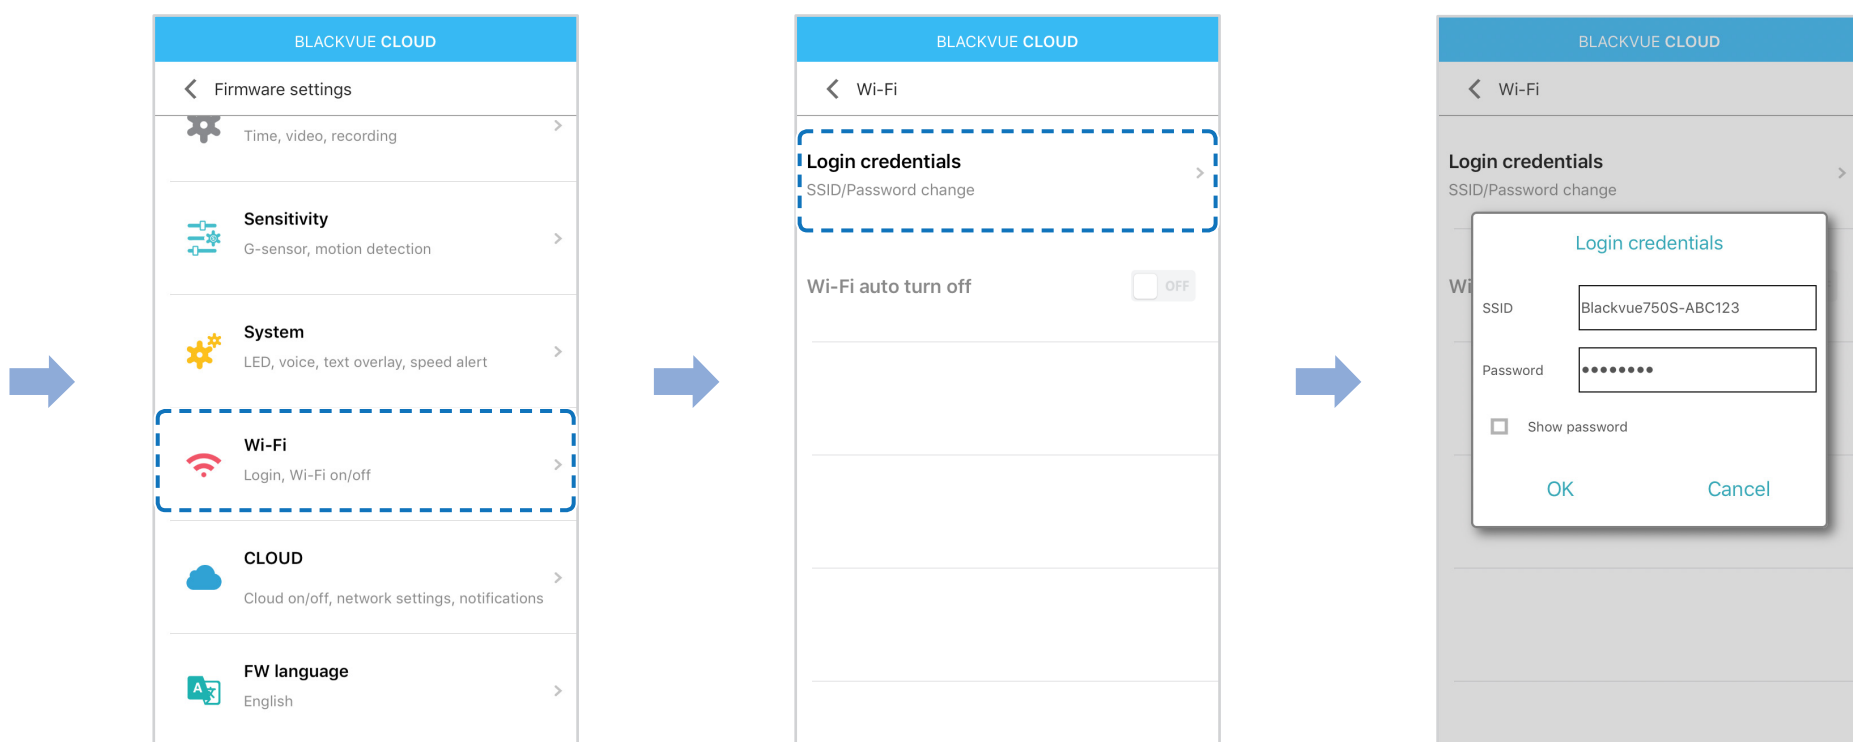 BLACKVUE CLOUD
Firmware settings
Time, video, recording
Sensitivity
G-sensor, motion detection
System
LED, voice, text overlay, speed alert
Wi-Fi
Login, Wi-Fi on/off
CLOUD
Cloud on/off, network settings, notifications
A
FW language
English
BLACKVUE CLOUD
Wi-Fi
Login credentials
SSID/Password change
Wi-Fi auto turn off
OFF
BLACKVUE CLOUD
Wi-Fi
Login credentials
SSID/Password change
Wi
Login credentials
SSID
Blackvue750S-ABC123
Password
••••••••
Show password
OK
Cancel